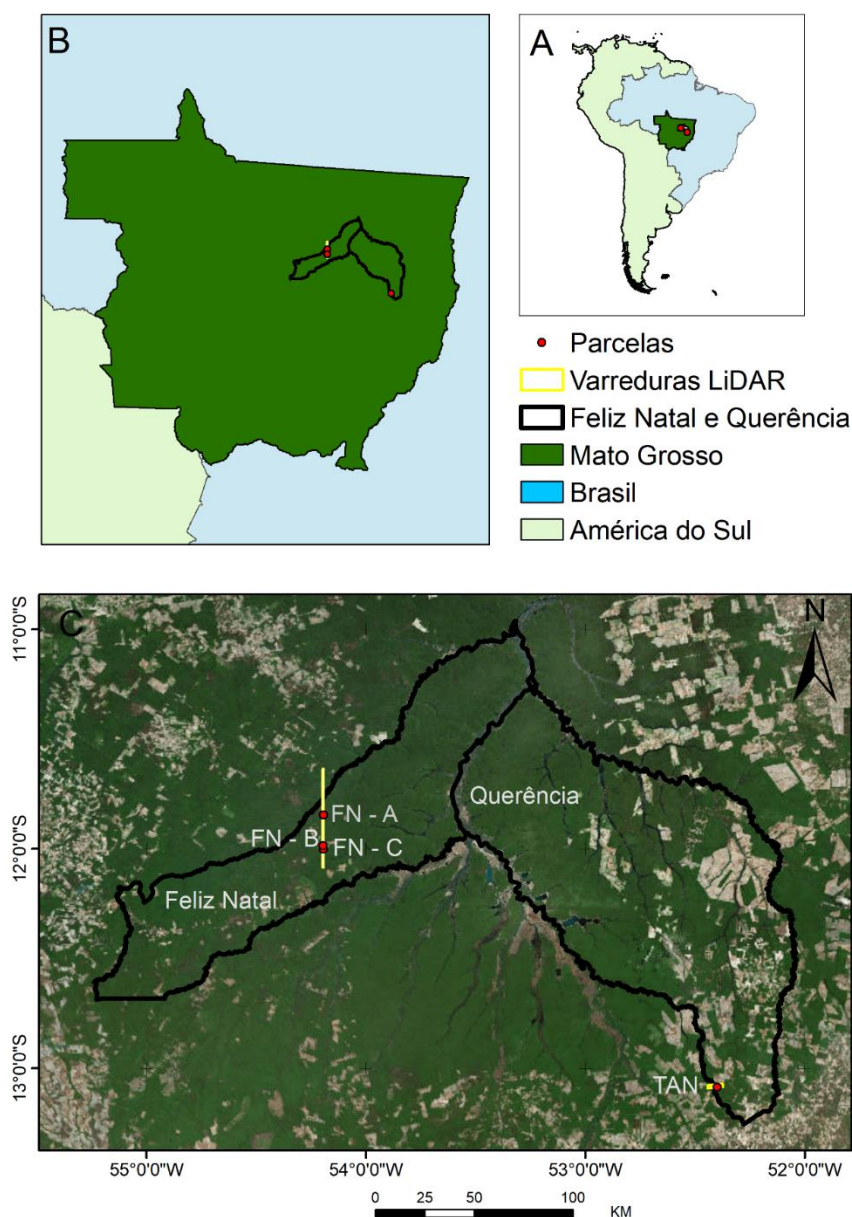 B
A
Parcelas
Varreduras LiDAR
Feliz Natal e Querência
Mato Grosso
Brasil
América do Sul
C
N
11°0'0"S
12°0'0"S
13°0'0"S
FN - A
FN - B
FN - C
Querência
Feliz Natal
TAN
55°0'0"W
54°0'0"W
53°0'0"W
52°0'0"W
0 25 50 100
KM